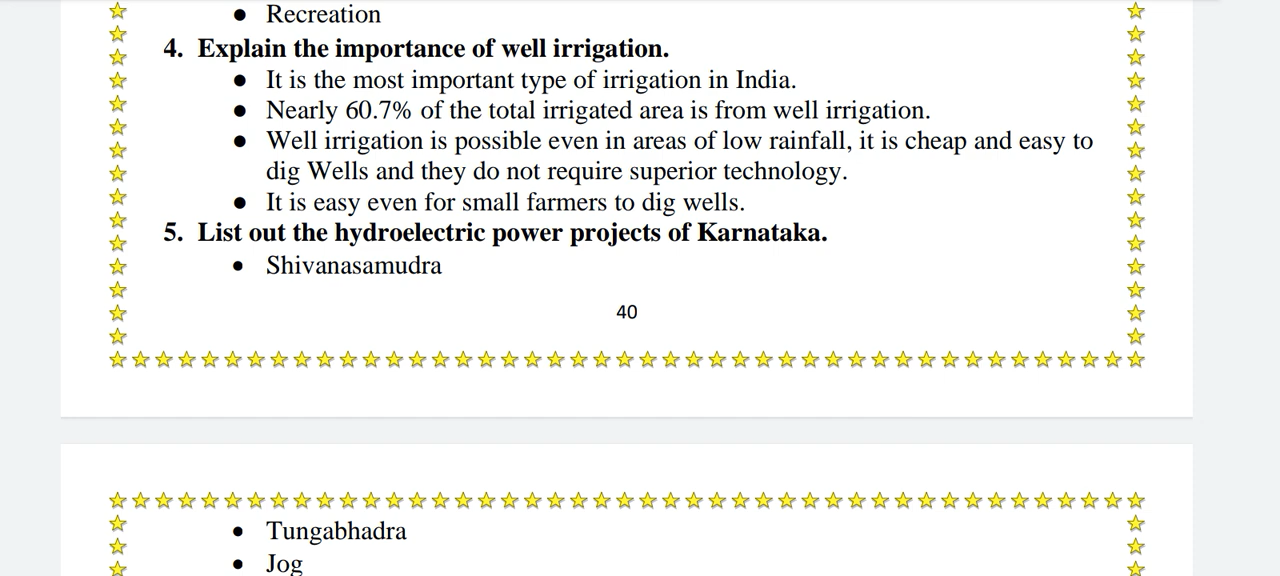 ● Recreation
4. Explain the importance of well irrigation.
● It is the most important type of irrigation in India.
● Nearly 60.7% of the total irrigated area is from well irrigation.
● Well irrigation is possible even in areas of low rainfall, it is cheap and easy to
dig Wells and they do not require superior technology.
● It is easy even for small farmers to dig wells.
5. List out the hydroelectric power projects of Karnataka.
● Shivanasamudra
40
● Tungabhadra
● Jog